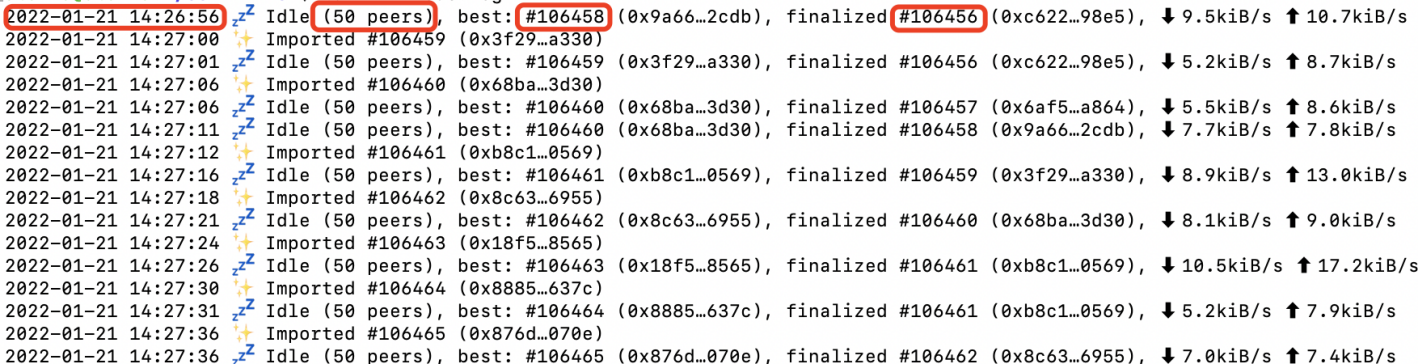 2022-01-21 14:26:56 💤 Idle (50 peers), best: #106458 (0x9a66…2cdb), finalized #106456 (0xc622…98e5), ⬇ 9.5kiB/s ⬆ 10.7kiB/s
2022-01-21 14:27:00 ✨ Imported #106459 (0x3f29…a330)
2022-01-21 14:27:01 💤 Idle (50 peers), best: #106459 (0x3f29…a330), finalized #106456 (0xc622…98e5), ⬇ 5.2kiB/s ⬆ 8.7kiB/s
2022-01-21 14:27:06 ✨ Imported #106460 (0x68ba…3d30)
2022-01-21 14:27:06 💤 Idle (50 peers), best: #106460 (0x68ba…3d30), finalized #106457 (0x6af5…a864), ⬇ 5.5kiB/s ⬆ 8.6kiB/s
2022-01-21 14:27:11 💤 Idle (50 peers), best: #106460 (0x68ba…3d30), finalized #106458 (0x9a66…2cdb), ⬇ 7.7kiB/s ⬆ 7.8kiB/s
2022-01-21 14:27:12 ✨ Imported #106461 (0xb8c1…0569)
2022-01-21 14:27:16 💤 Idle (50 peers), best: #106461 (0xb8c1…0569), finalized #106459 (0x3f29…a330), ⬇ 8.9kiB/s ⬆ 13.0kiB/s
2022-01-21 14:27:18 ✨ Imported #106462 (0x8c63…6955)
2022-01-21 14:27:21 💤 Idle (50 peers), best: #106462 (0x8c63…6955), finalized #106460 (0x68ba…3d30), ⬇ 8.1kiB/s ⬆ 9.0kiB/s
2022-01-21 14:27:24 ✨ Imported #106463 (0x18f5…8565)
2022-01-21 14:27:26 💤 Idle (50 peers), best: #106463 (0x18f5…8565), finalized #106461 (0xb8c1…0569), ⬇ 10.5kiB/s ⬆ 17.2kiB/s
2022-01-21 14:27:30 ✨ Imported #106464 (0x8885…637c)
2022-01-21 14:27:31 💤 Idle (50 peers), best: #106464 (0x8885…637c), finalized #106461 (0xb8c1…0569), ⬇ 5.2kiB/s ⬆ 7.9kiB/s
2022-01-21 14:27:36 ✨ Imported #106465 (0x876d…070e)
2022-01-21 14:27:36 💤 Idle (50 peers), best: #106465 (0x876d…070e), finalized #106462 (0x8c63…6955), ⬇ 7.0kiB/s ⬆ 7.4kiB/s